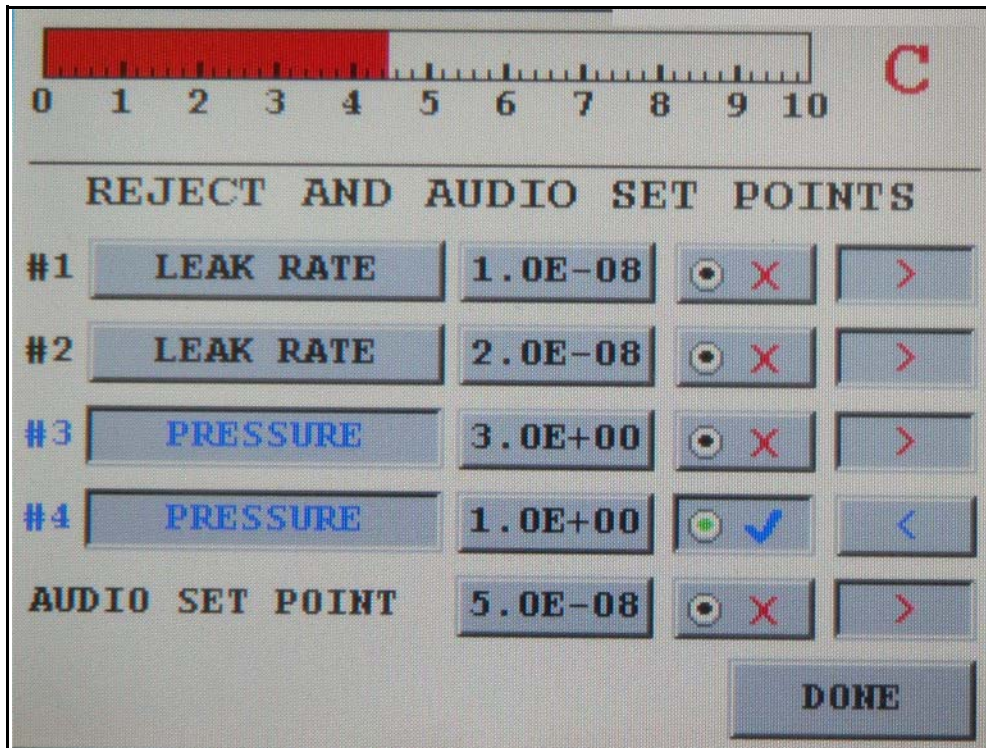 C
0 1 2 3 4 5 6 7 8 9 10
REJECT AND AUDIO SET POINTS
#1 LEAK RATE 1.0E-08 X >
#2 LEAK RATE 2.0E-08 X >
#3 PRESSURE 3.0E+00 X >
#4 PRESSURE 1.0E+00 ✓ <
AUDIO SET POINT 5.0E-08 X >
DONE